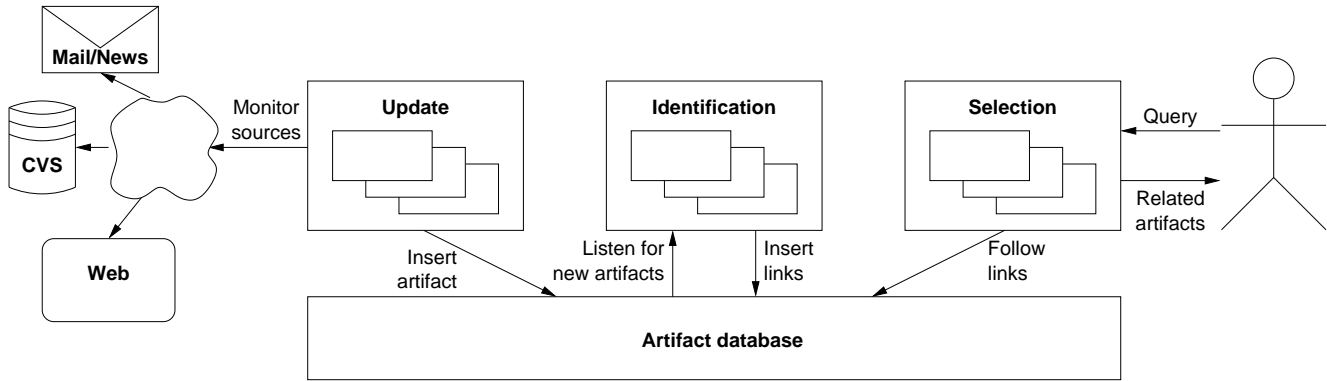 Mail/News
CVS
Web
Monitor
sources
Update
Identification
Selection
Query
Related
artifacts
Insert
artifact
Listen for
new artifacts
Insert
links
Follow
links
Artifact database